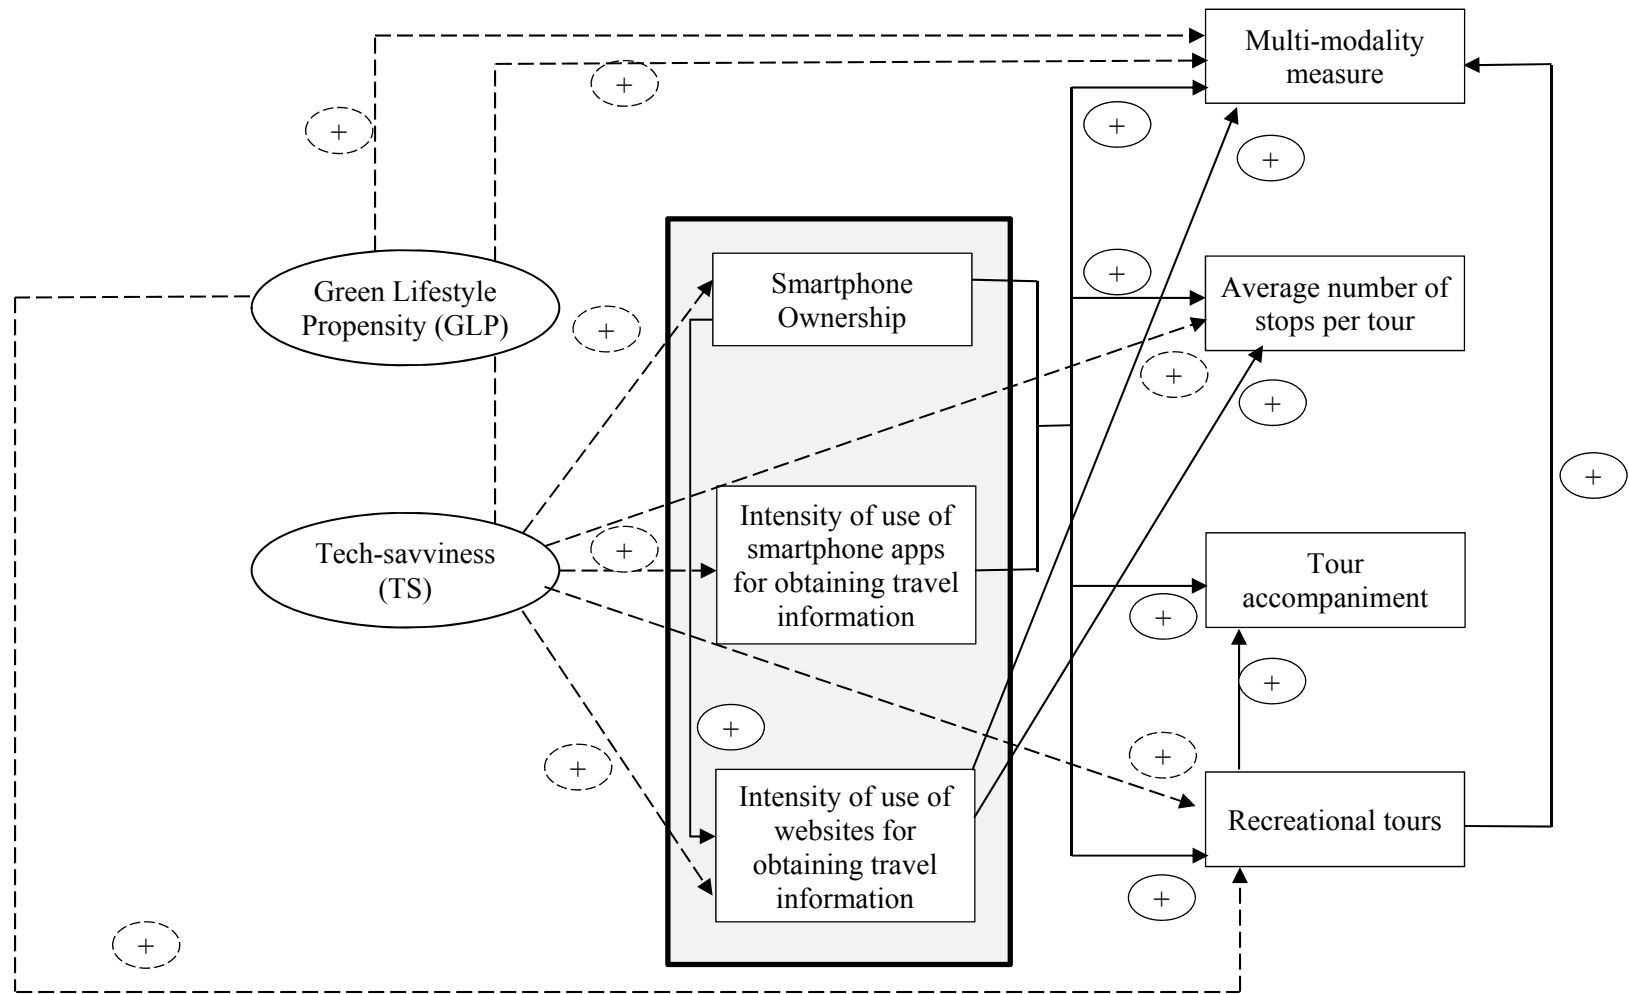 Multi-modality
measure
+
+
+
+
Green Lifestyle
Propensity (GLP)
Smartphone
Ownership
+
+
Average number of
stops per tour
+
+
+
Tech-savviness
(TS)
+
Intensity of use of
smartphone apps
for obtaining travel
information
Tour
accompaniment
+
+
+
+
+
Intensity of use of
websites for
obtaining travel
information
Recreational tours
+
+